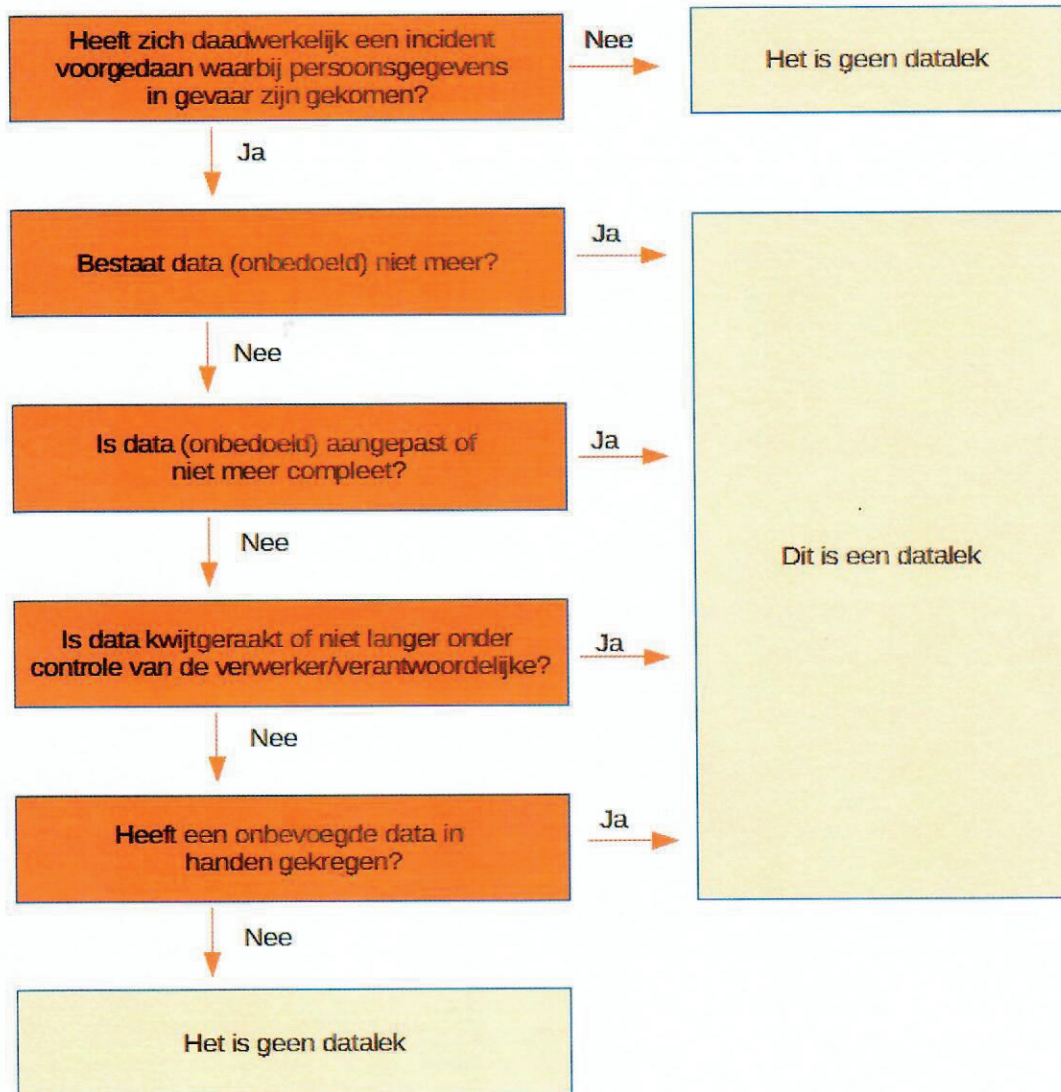 Heeft zich daadwerkelijk een incident
voorgedaan waarbij persoonsgegevens
in gevaar zijn gekomen?
Nee
Het is geen datalek
Ja
Bestaat data (onbedoeld) niet meer?
Ja
Nee
Is data (onbedoeld) aangepast of
niet meer compleet?
Ja
Dit is een datalek
Nee
Is data kwijtgeraakt of niet langer onder
controle van de verwerker/verantwoordelijke?
Ja
Nee
Heeft een onbevoegde data in
handen gekregen?
Ja
Nee
Het is geen datalek